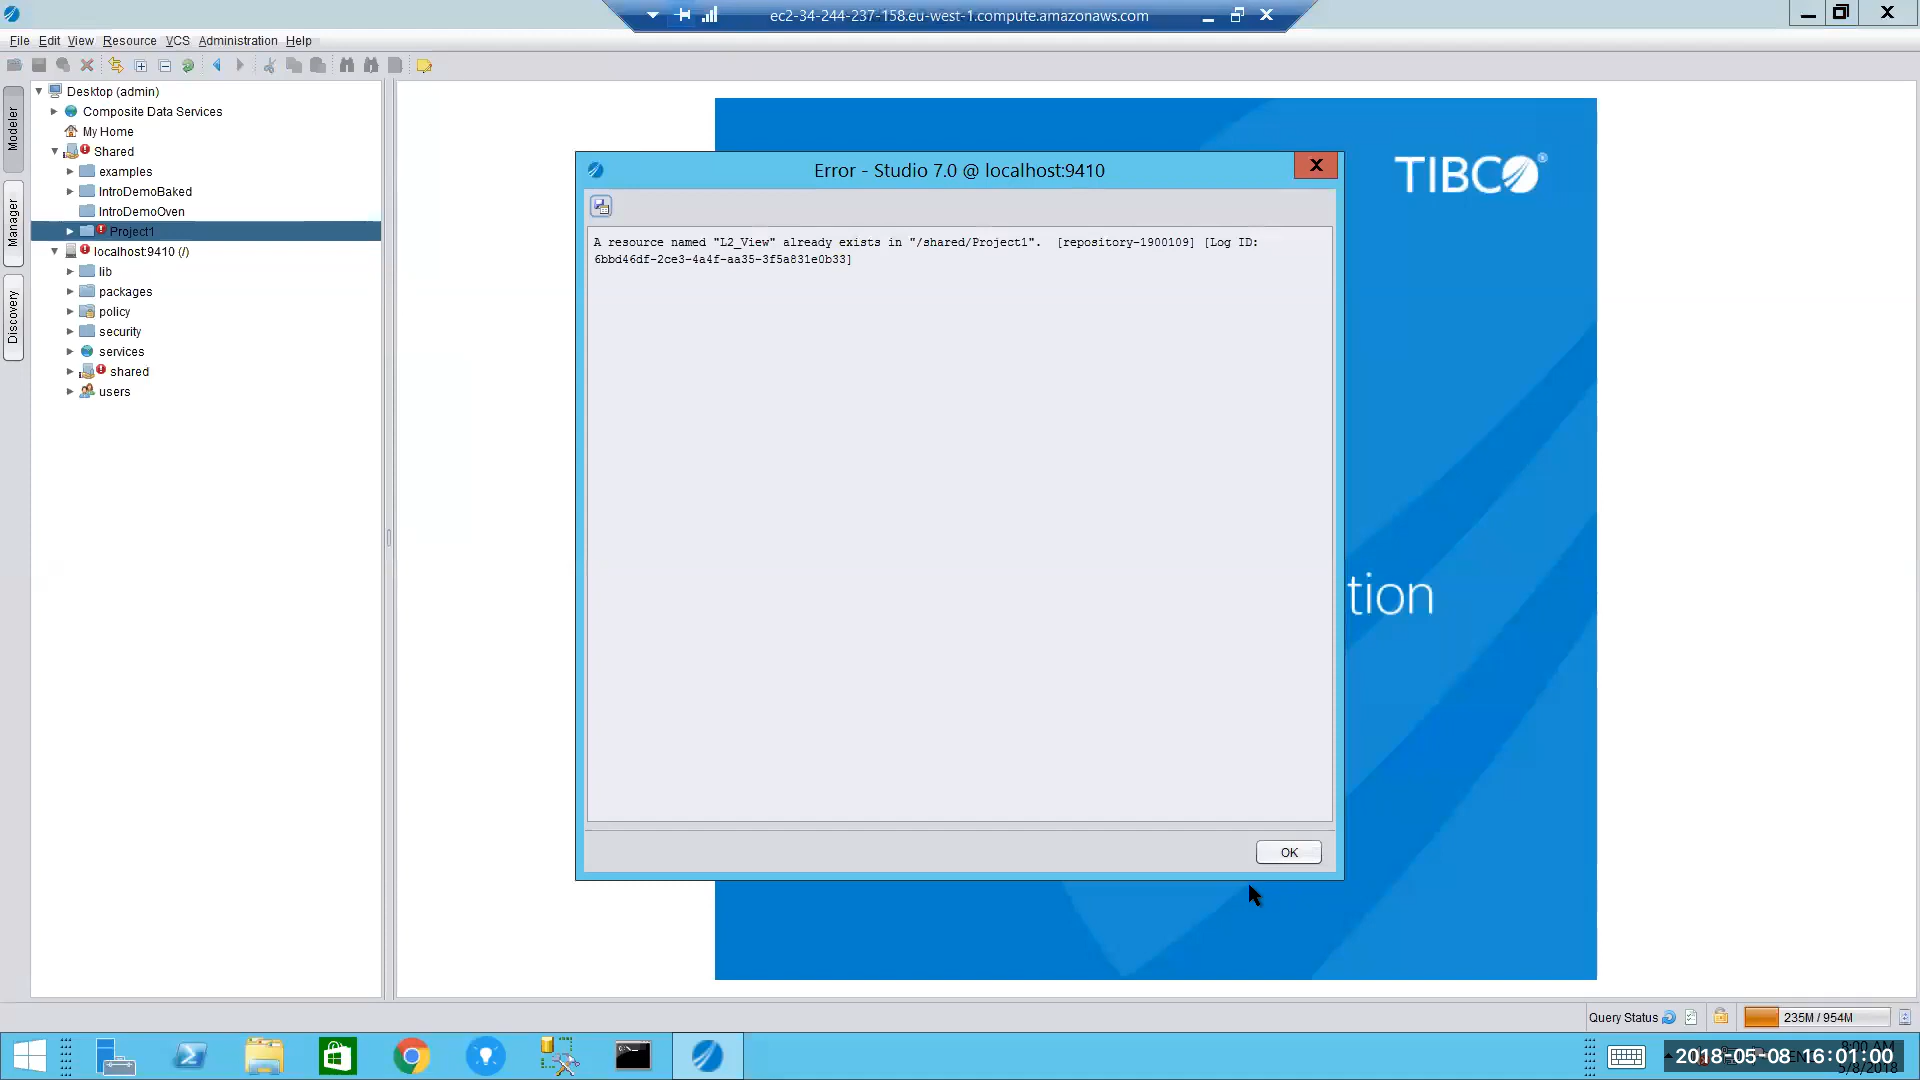 ec2-34-244-237-158.eu-west-1.compute.amazonaws.com
File Edit View Resource VCS Administration Help
Modeler
Manager
Discovery
Desktop (admin)
Composite Data Services
My Home
Shared
examples
IntroDemoBaked
IntroDemoOven
Project1
localhost:9410 (/)
lib
packages
policy
security
services
shared
users
TIBCO®
tion
Error - Studio 7.0 @ localhost:9410
A resource named "L2_View" already exists in "/shared/Project1".  [repository-1900109] [Log ID:
6bbd46df-2ce3-4a4f-aa35-3f5a831e0b33]
OK
Query Status
235M / 954M
2018-05-08 16:01:00
5/8/2018